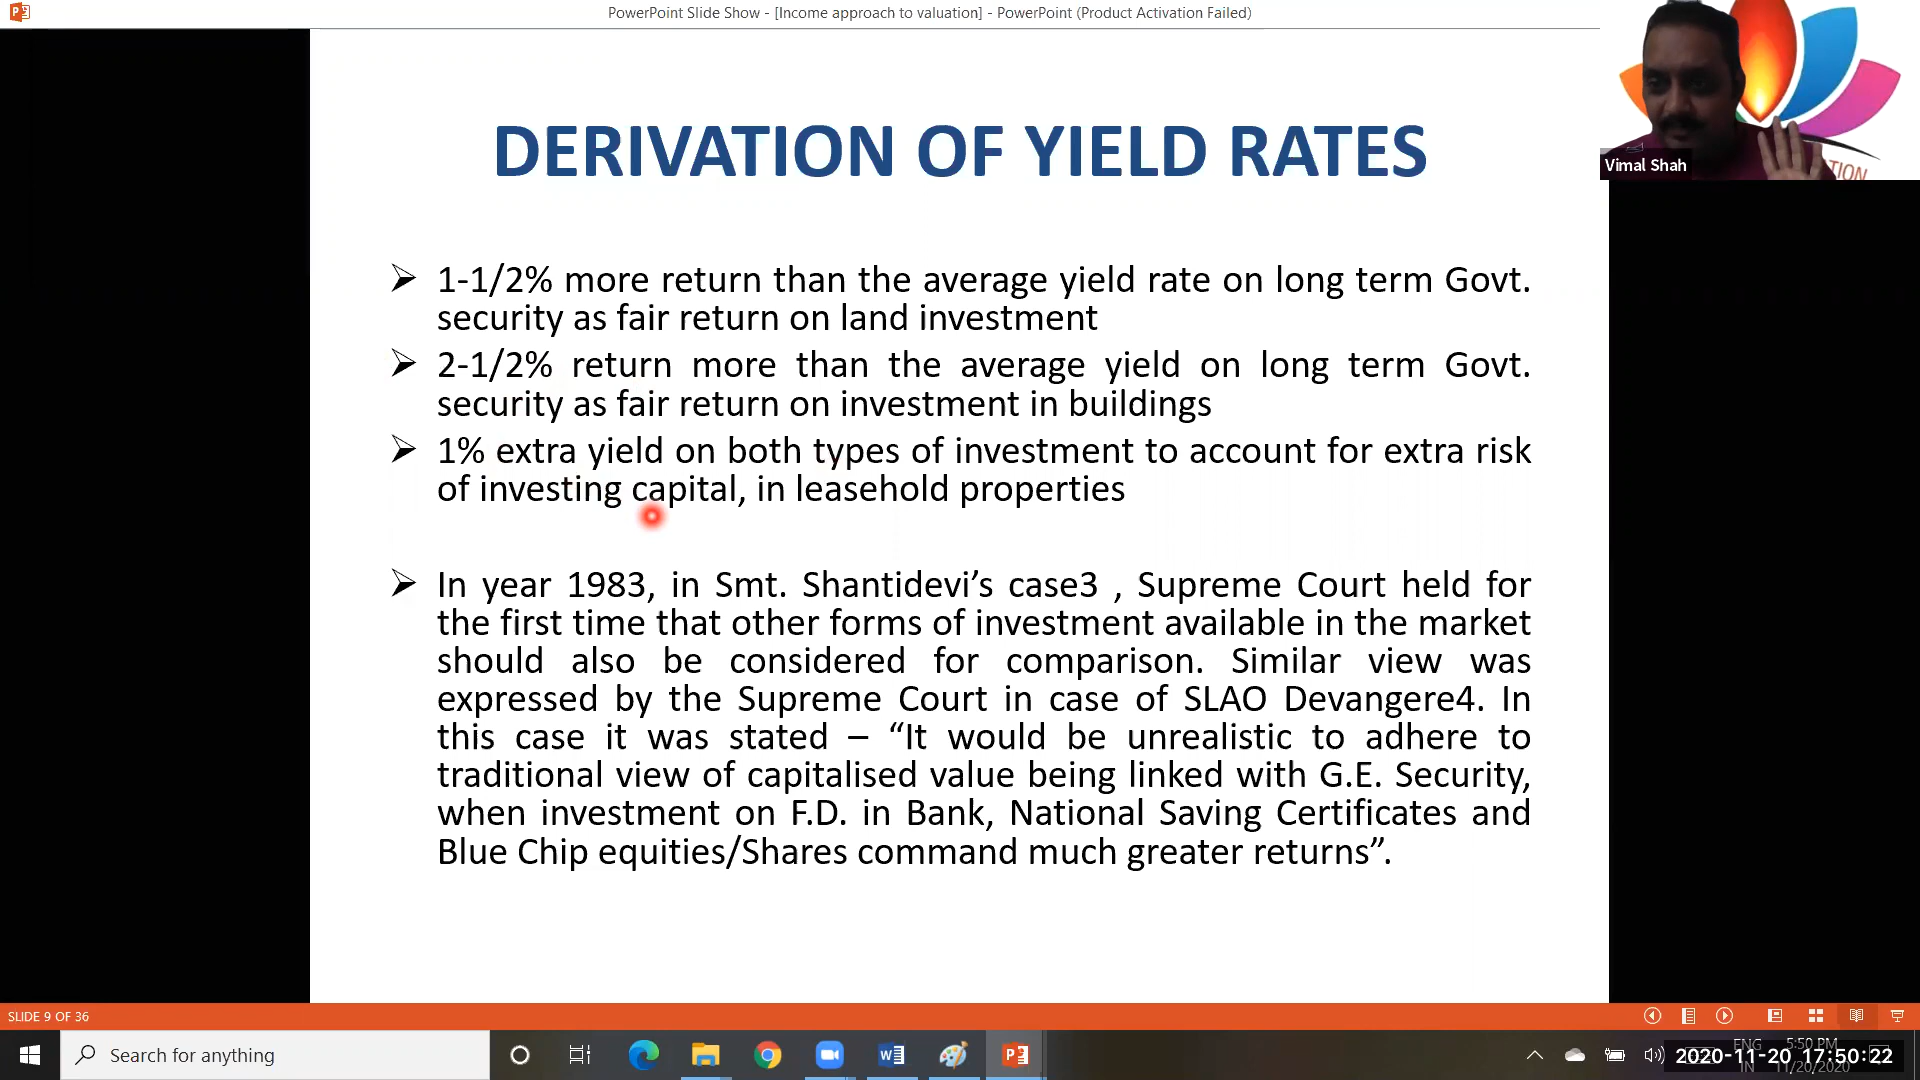 PowerPoint Slide Show - [Income approach to valuation] - PowerPoint (Product Activation Failed)
Vimal Shah
TION
DERIVATION OF YIELD RATES
1-1/2% more return than the average yield rate on long term Govt.
security as fair return on land investment
2-1/2% return more than the average yield on long term Govt.
security as fair return on investment in buildings
1% extra yield on both types of investment to account for extra risk
of investing capital, in leasehold properties
In year 1983, in Smt. Shantidevi’s case3 , Supreme Court held for
the first time that other forms of investment available in the market
should also be considered for comparison. Similar view was
expressed by the Supreme Court in case of SLAO Devangere4. In
this case it was stated – “It would be unrealistic to adhere to
traditional view of capitalised value being linked with G.E. Security,
when investment on F.D. in Bank, National Saving Certificates and
Blue Chip equities/Shares command much greater returns”.
SLIDE 9 OF 36
Search for anything
ENG
IN
5:50 PM
11/20/2020
2020-11-20 17:50:22